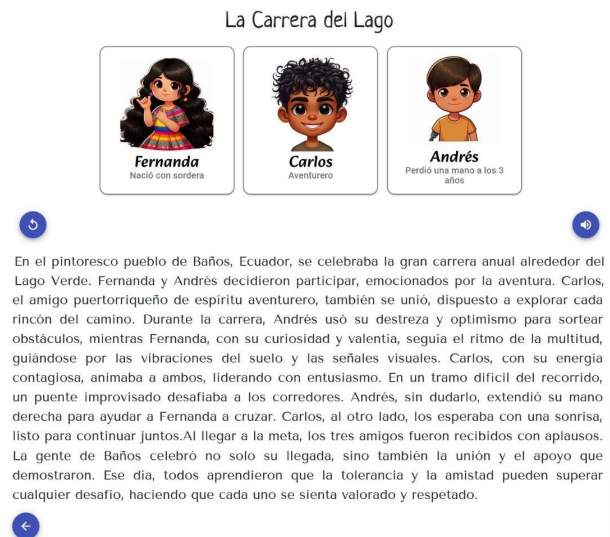 La Carrera del Lago
Fernanda
Nació con sordera
Carlos
Aventurero
Andrés
Perdió una mano a los 3
años
En el pintoresco pueblo de Baños, Ecuador, se celebraba la gran carrera anual alrededor del
Lago Verde. Fernanda y Andrés decidieron participar, emocionados por la aventura. Carlos,
el amigo puertorriqueño de espíritu aventurero, también se unió, dispuesto a explorar cada
rincón del camino. Durante la carrera, Andrés usó su destreza y optimismo para sortear
obstáculos, mientras Fernanda, con su curiosidad y valentía, seguía el ritmo de la multitud,
guiándose por las vibraciones del suelo y las señales visuales. Carlos, con su energía
contagiosa, animaba a ambos, liderando con entusiasmo. En un tramo difícil del recorrido,
un puente improvisado desafiaba a los corredores. Andrés, sin dudarlo, extendió su mano
derecha para ayudar a Fernanda a cruzar. Carlos, al otro lado, los esperaba con una sonrisa,
listo para continuar juntos.Al llegar a la meta, los tres amigos fueron recibidos con aplausos.
La gente de Baños celebró no solo su llegada, sino también la unión y el apoyo que
demostraron. Ese día, todos aprendieron que la tolerancia y la amistad pueden superar
cualquier desafío, haciendo que cada uno se sienta valorado y respetado.